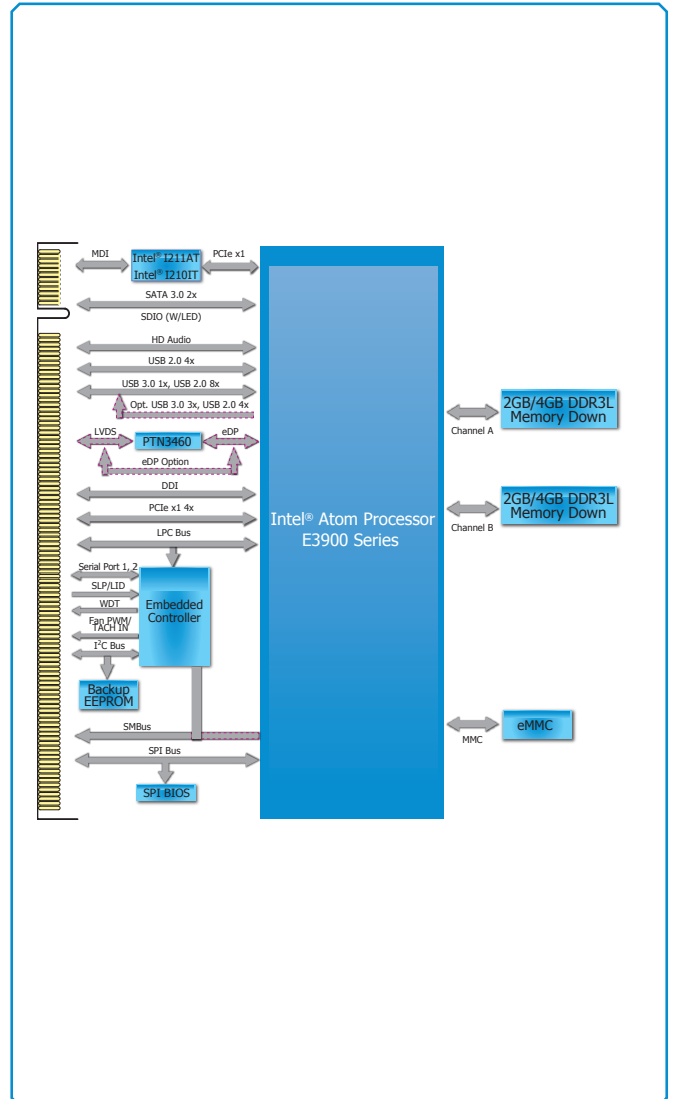 MDI
Intel® I211AT
Intel® I210IT
PCIe x1
SATA 3.0 2x
SDIO (W/LED)
HD Audio
USB 2.0 4x
USB 3.0 1x, USB 2.0 8x
Opt. USB 3.0 3x, USB 2.0 4x
LVDS
PTN3460
eDP
eDP Option
DDI
PCIe x1 4x
LPC Bus
Serial Port 1, 2
SLP/LID
WDT
Fan PWM/
TACH IN
I²C Bus
Embedded
Controller
Backup
EEPROM
SMBus
SPI Bus
SPI BIOS
Intel® Atom Processor
E3900 Series
2GB/4GB DDR3L
Memory Down
Channel A
2GB/4GB DDR3L
Memory Down
Channel B
eMMC
MMC